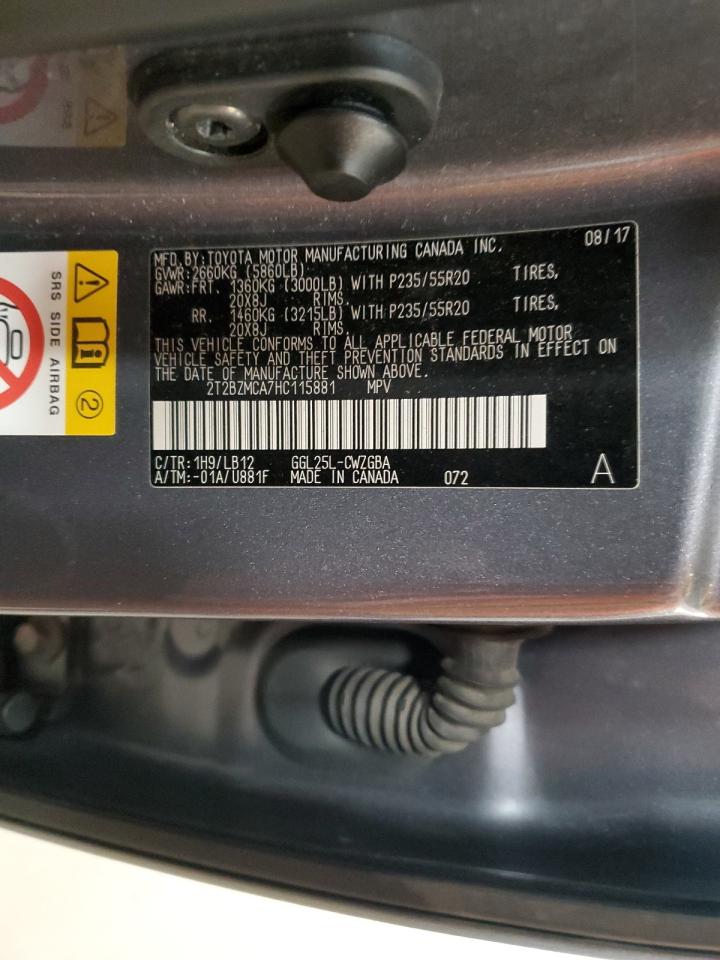 MFD. BY: TOYOTA MOTOR MANUFACTURING CANADA INC. 08/17
GVWR: 2660KG (5860LB)
GAWR: FRT. 1360KG (3000LB) WITH P235/55R20 TIRES,
20X8J RIMS,
RR. 1460KG (3215LB) WITH P235/55R20 TIRES,
20X8J RIMS.
THIS VEHICLE CONFORMS TO ALL APPLICABLE FEDERAL MOTOR
VEHICLE SAFETY AND THEFT PREVENTION STANDARDS IN EFFECT ON
THE DATE OF MANUFACTURE SHOWN ABOVE.
2T2BZMCA7HC115881 MPV
C/TR: 1H9/LB12 GGL25L-CWZGBA
A/TM: -01A/U881F MADE IN CANADA 072 A
SRS SIDE AIRBAG
2